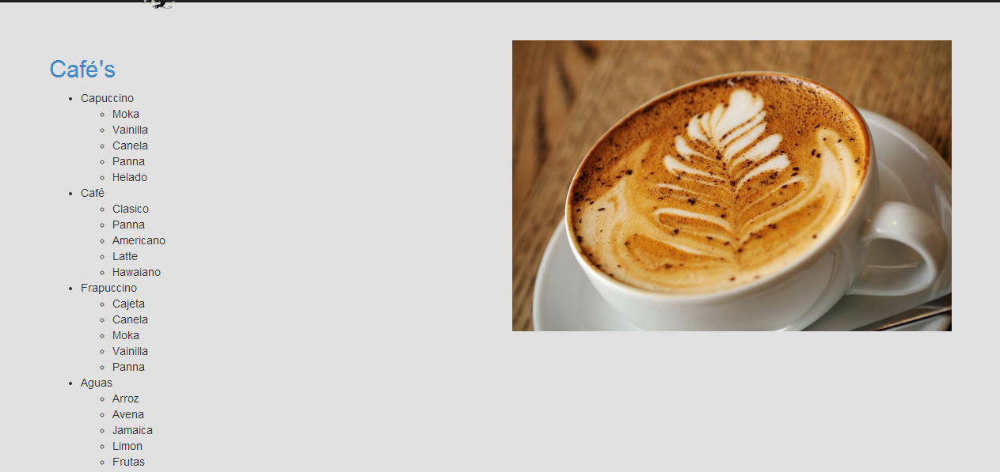 Café's
Capuccino
Moka
Vainilla
Canela
Panna
Helado
Café
Clasico
Panna
Americano
Latte
Hawaiano
Frapuccino
Cajeta
Canela
Moka
Vainilla
Panna
Aguas
Arroz
Avena
Jamaica
Limon
Frutas